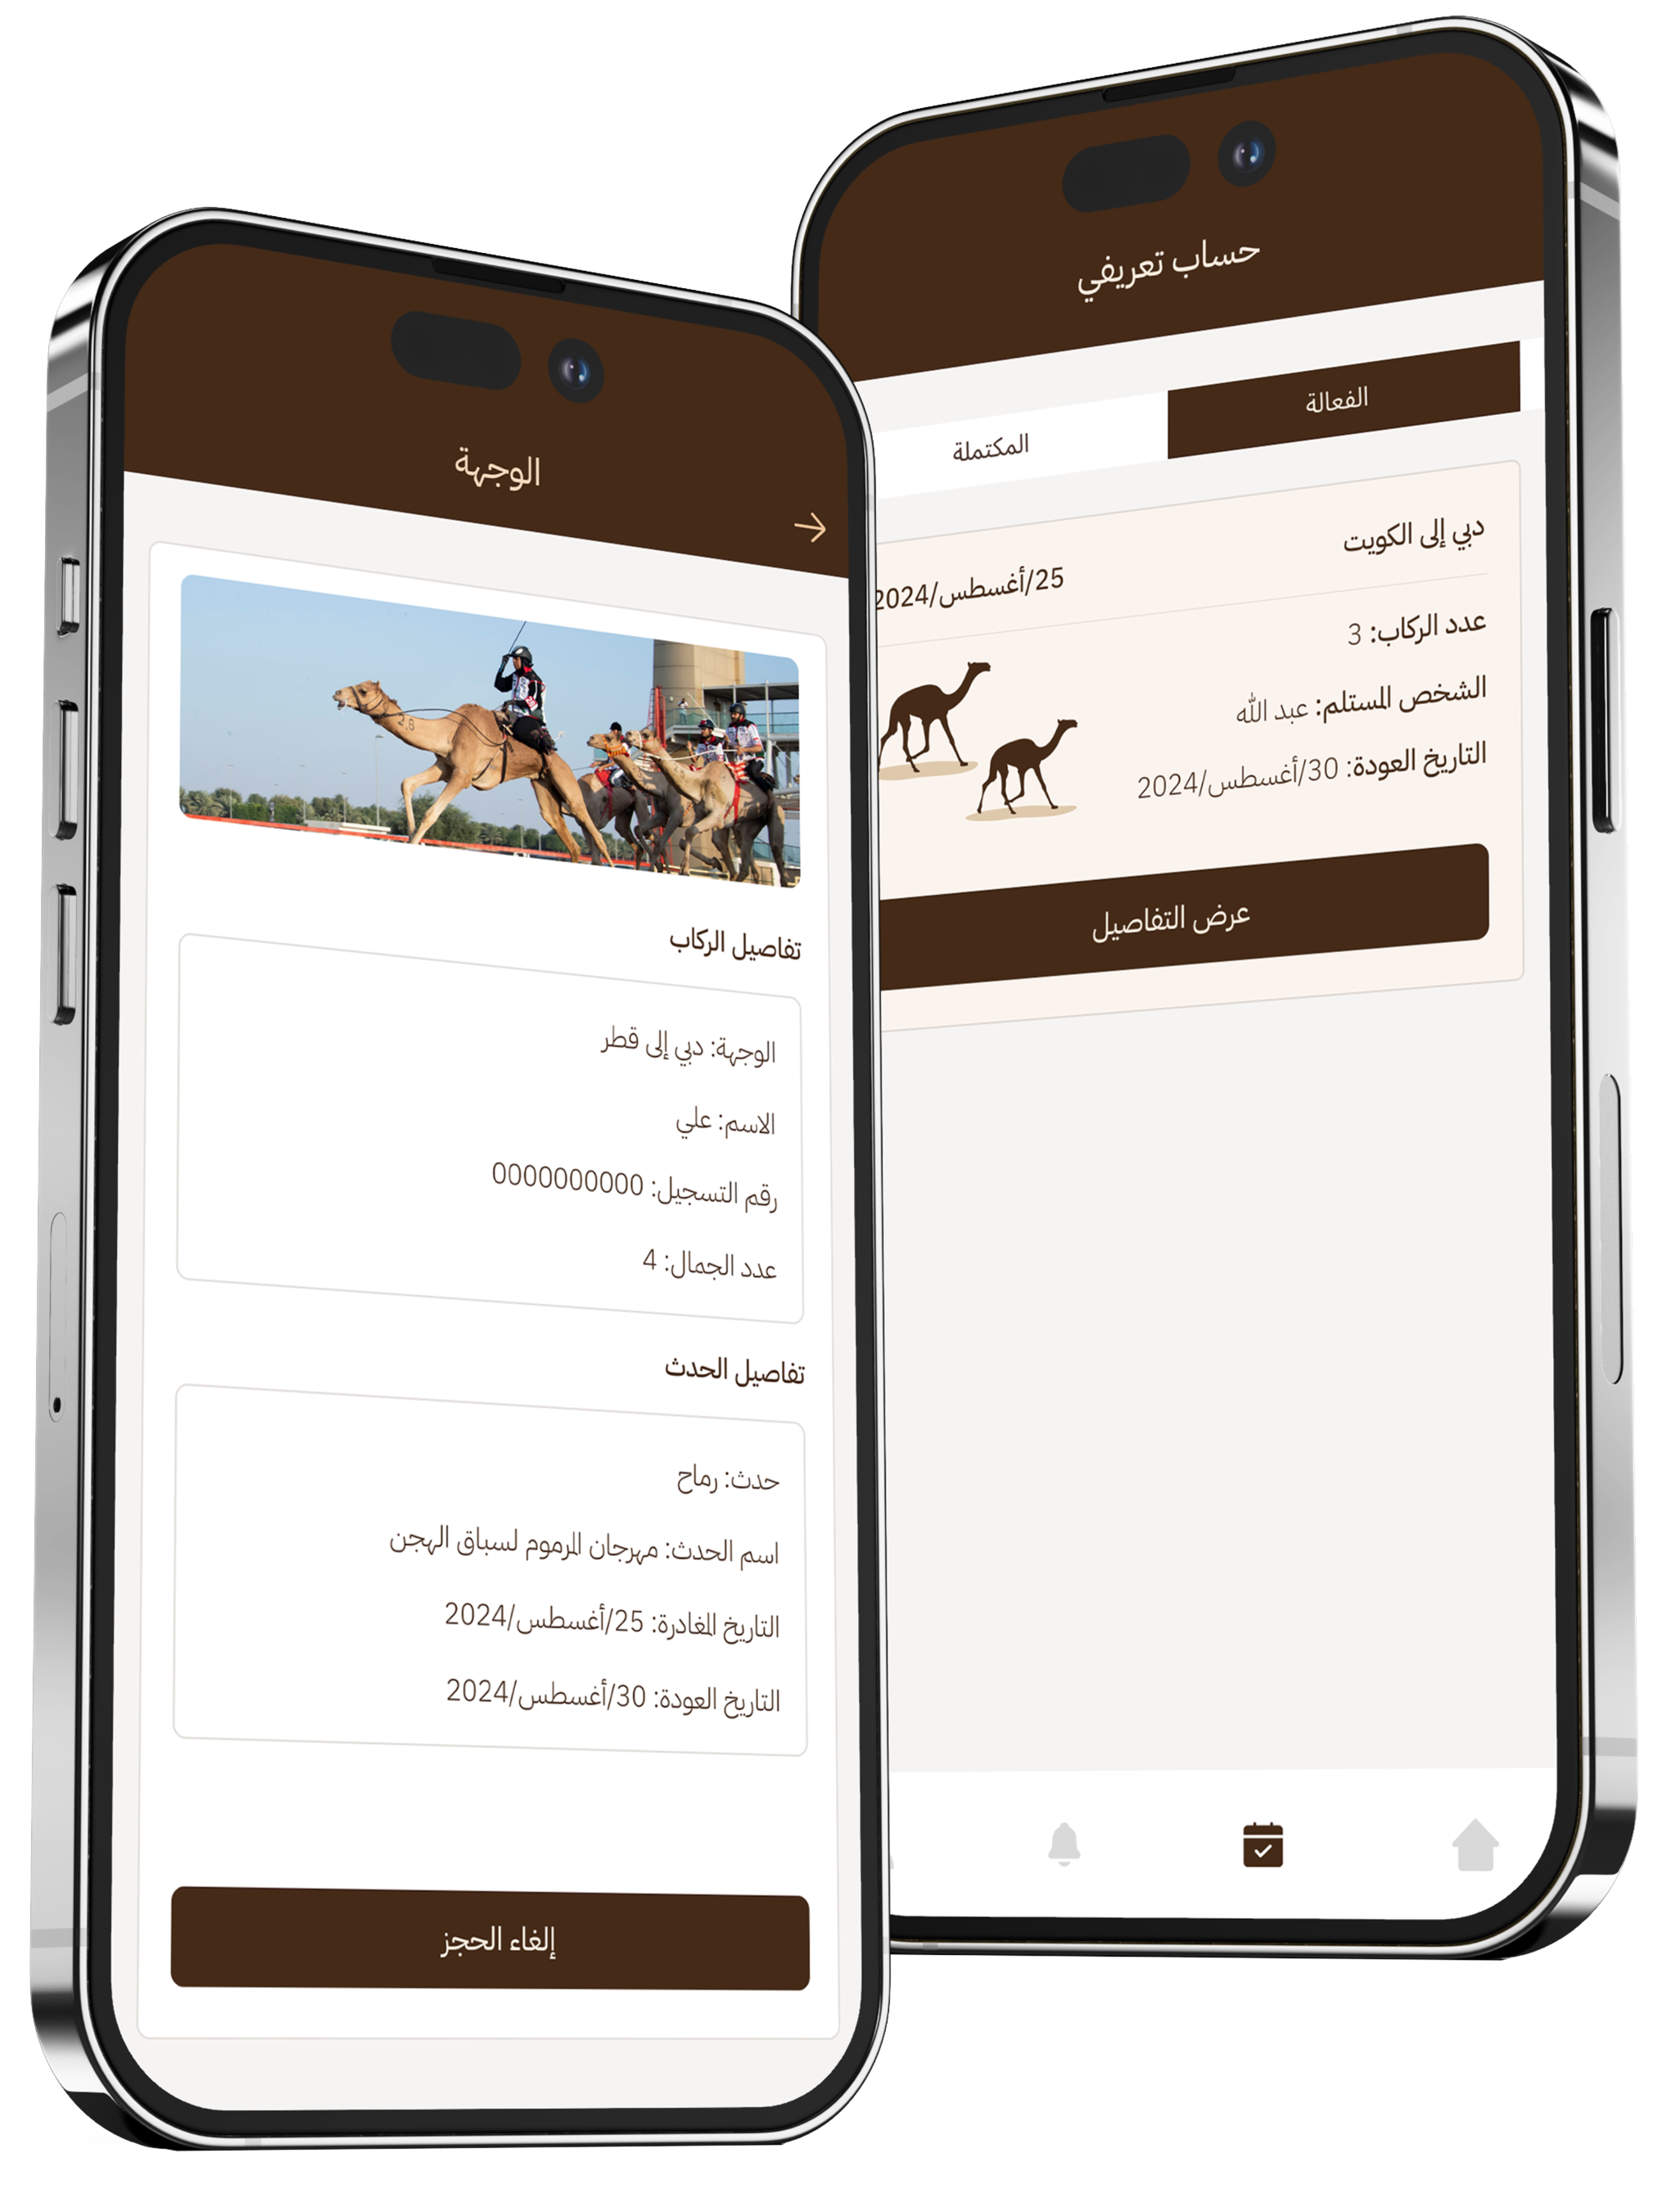 الوجهة
تفاصيل الركاب
الوجهة: دبي إلى قطر
الاسم: علي
رقم التسجيل: 0000000000
عدد الجمال: 4
تفاصيل الحدث
حدث: رماح
اسم الحدث: مهرجان المرموم لسباق الهجن
التاريخ المغادرة: 25/أغسطس/2024
التاريخ العودة: 30/أغسطس/2024
إلغاء الحجز
حساب تعريفي
الفعالة
المكتملة
دبي إلى الكويت
25/أغسطس/2024
عدد الركاب: 3
الشخص المستلم: عبد الله
التاريخ العودة: 30/أغسطس/2024
عرض التفاصيل